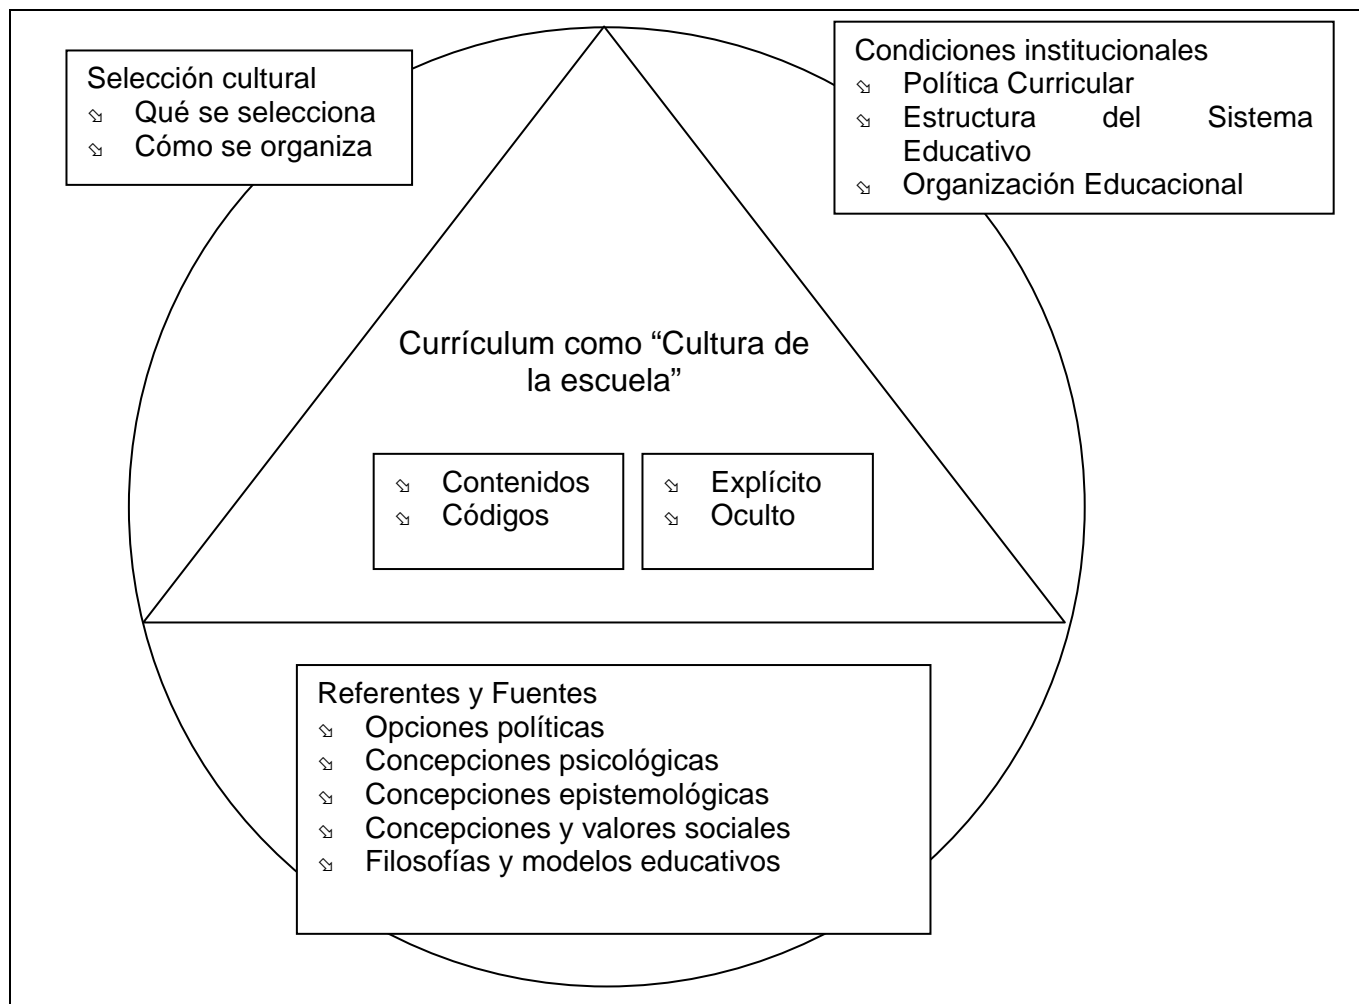 Selección cultural
Qué se selecciona
Cómo se organiza
Condiciones institucionales
Política Curricular
Estructura del Sistema
Educativo
Organización Educacional
Currículum como “Cultura de
la escuela”
Contenidos
Códigos
Explícito
Oculto
Referentes y Fuentes
Opciones políticas
Concepciones psicológicas
Concepciones epistemológicas
Concepciones y valores sociales
Filosofías y modelos educativos